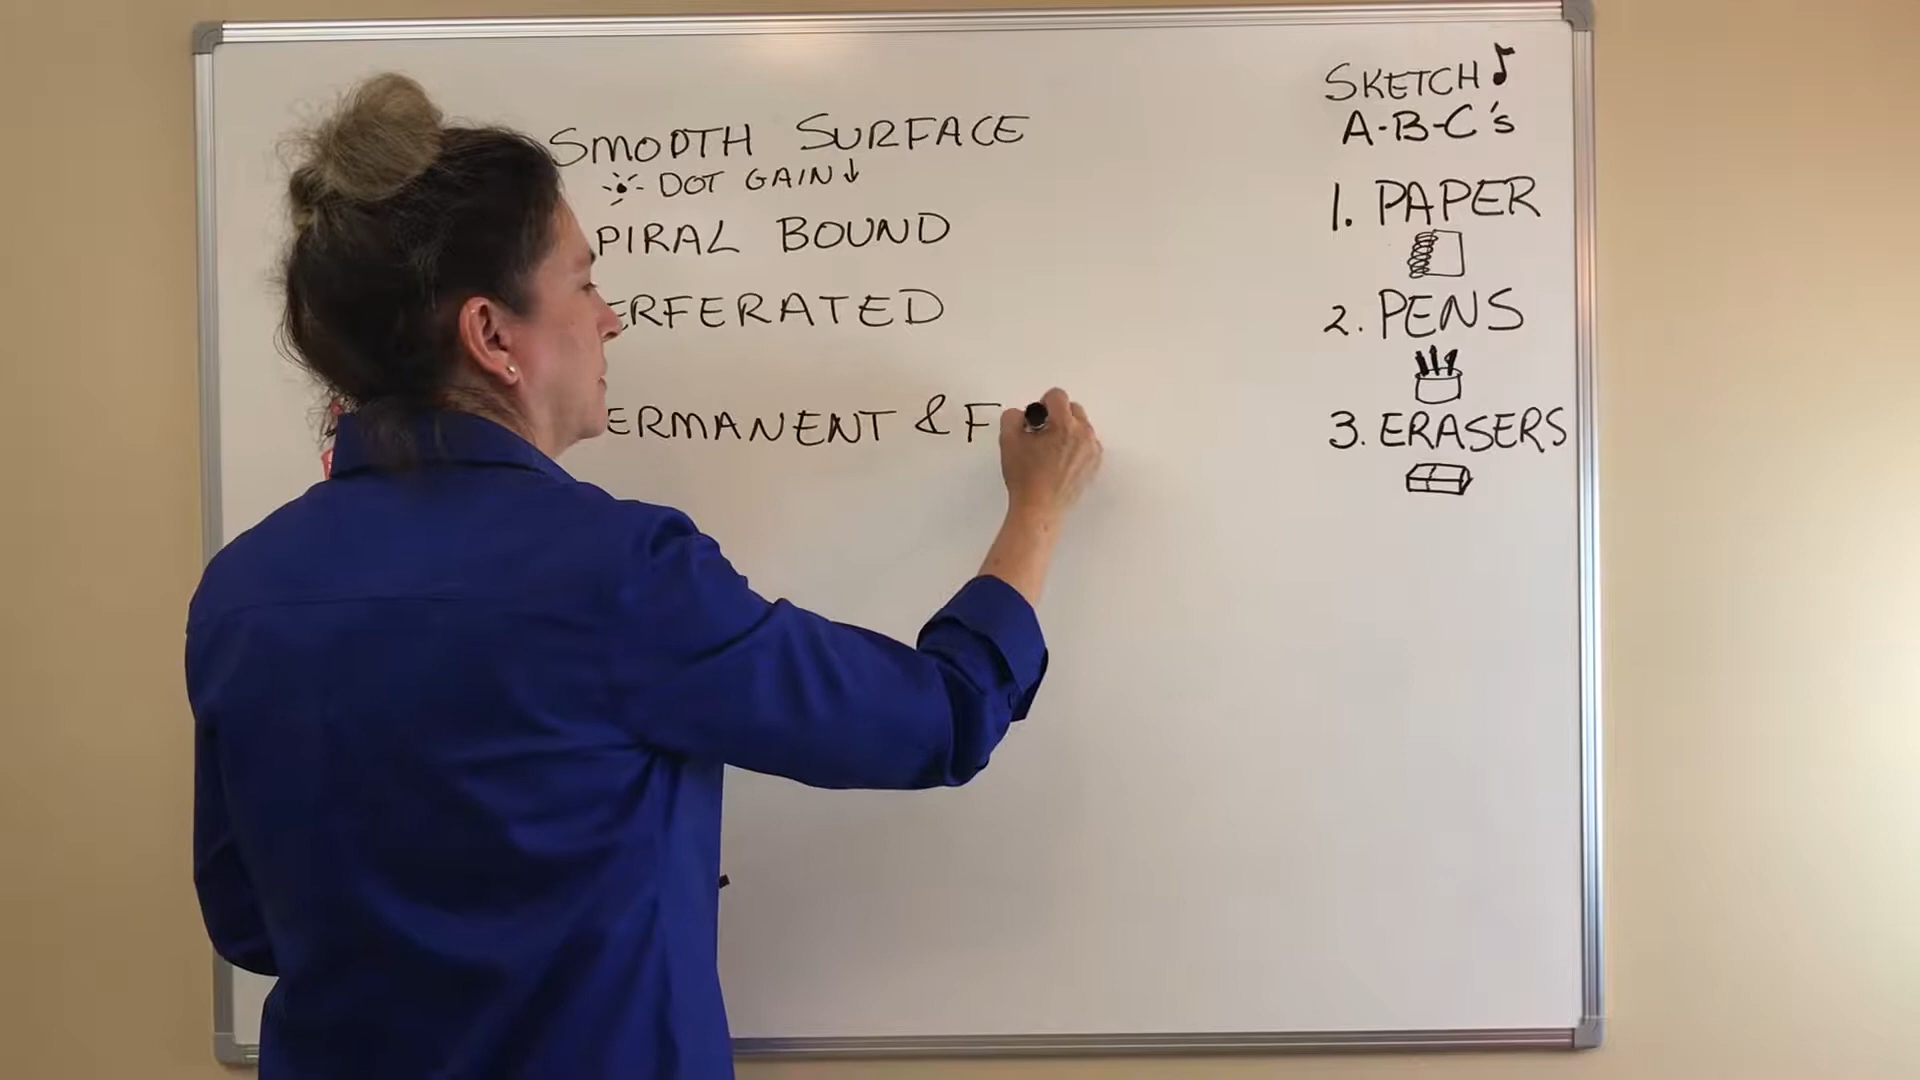 SMOOTH SURFACE
DOT GAIN↓
PIRAL BOUND
ERFERATED
ERMANENT & F
SKETCH♪
A-B-C's
1. PAPER
2. PENS
3. ERASERS